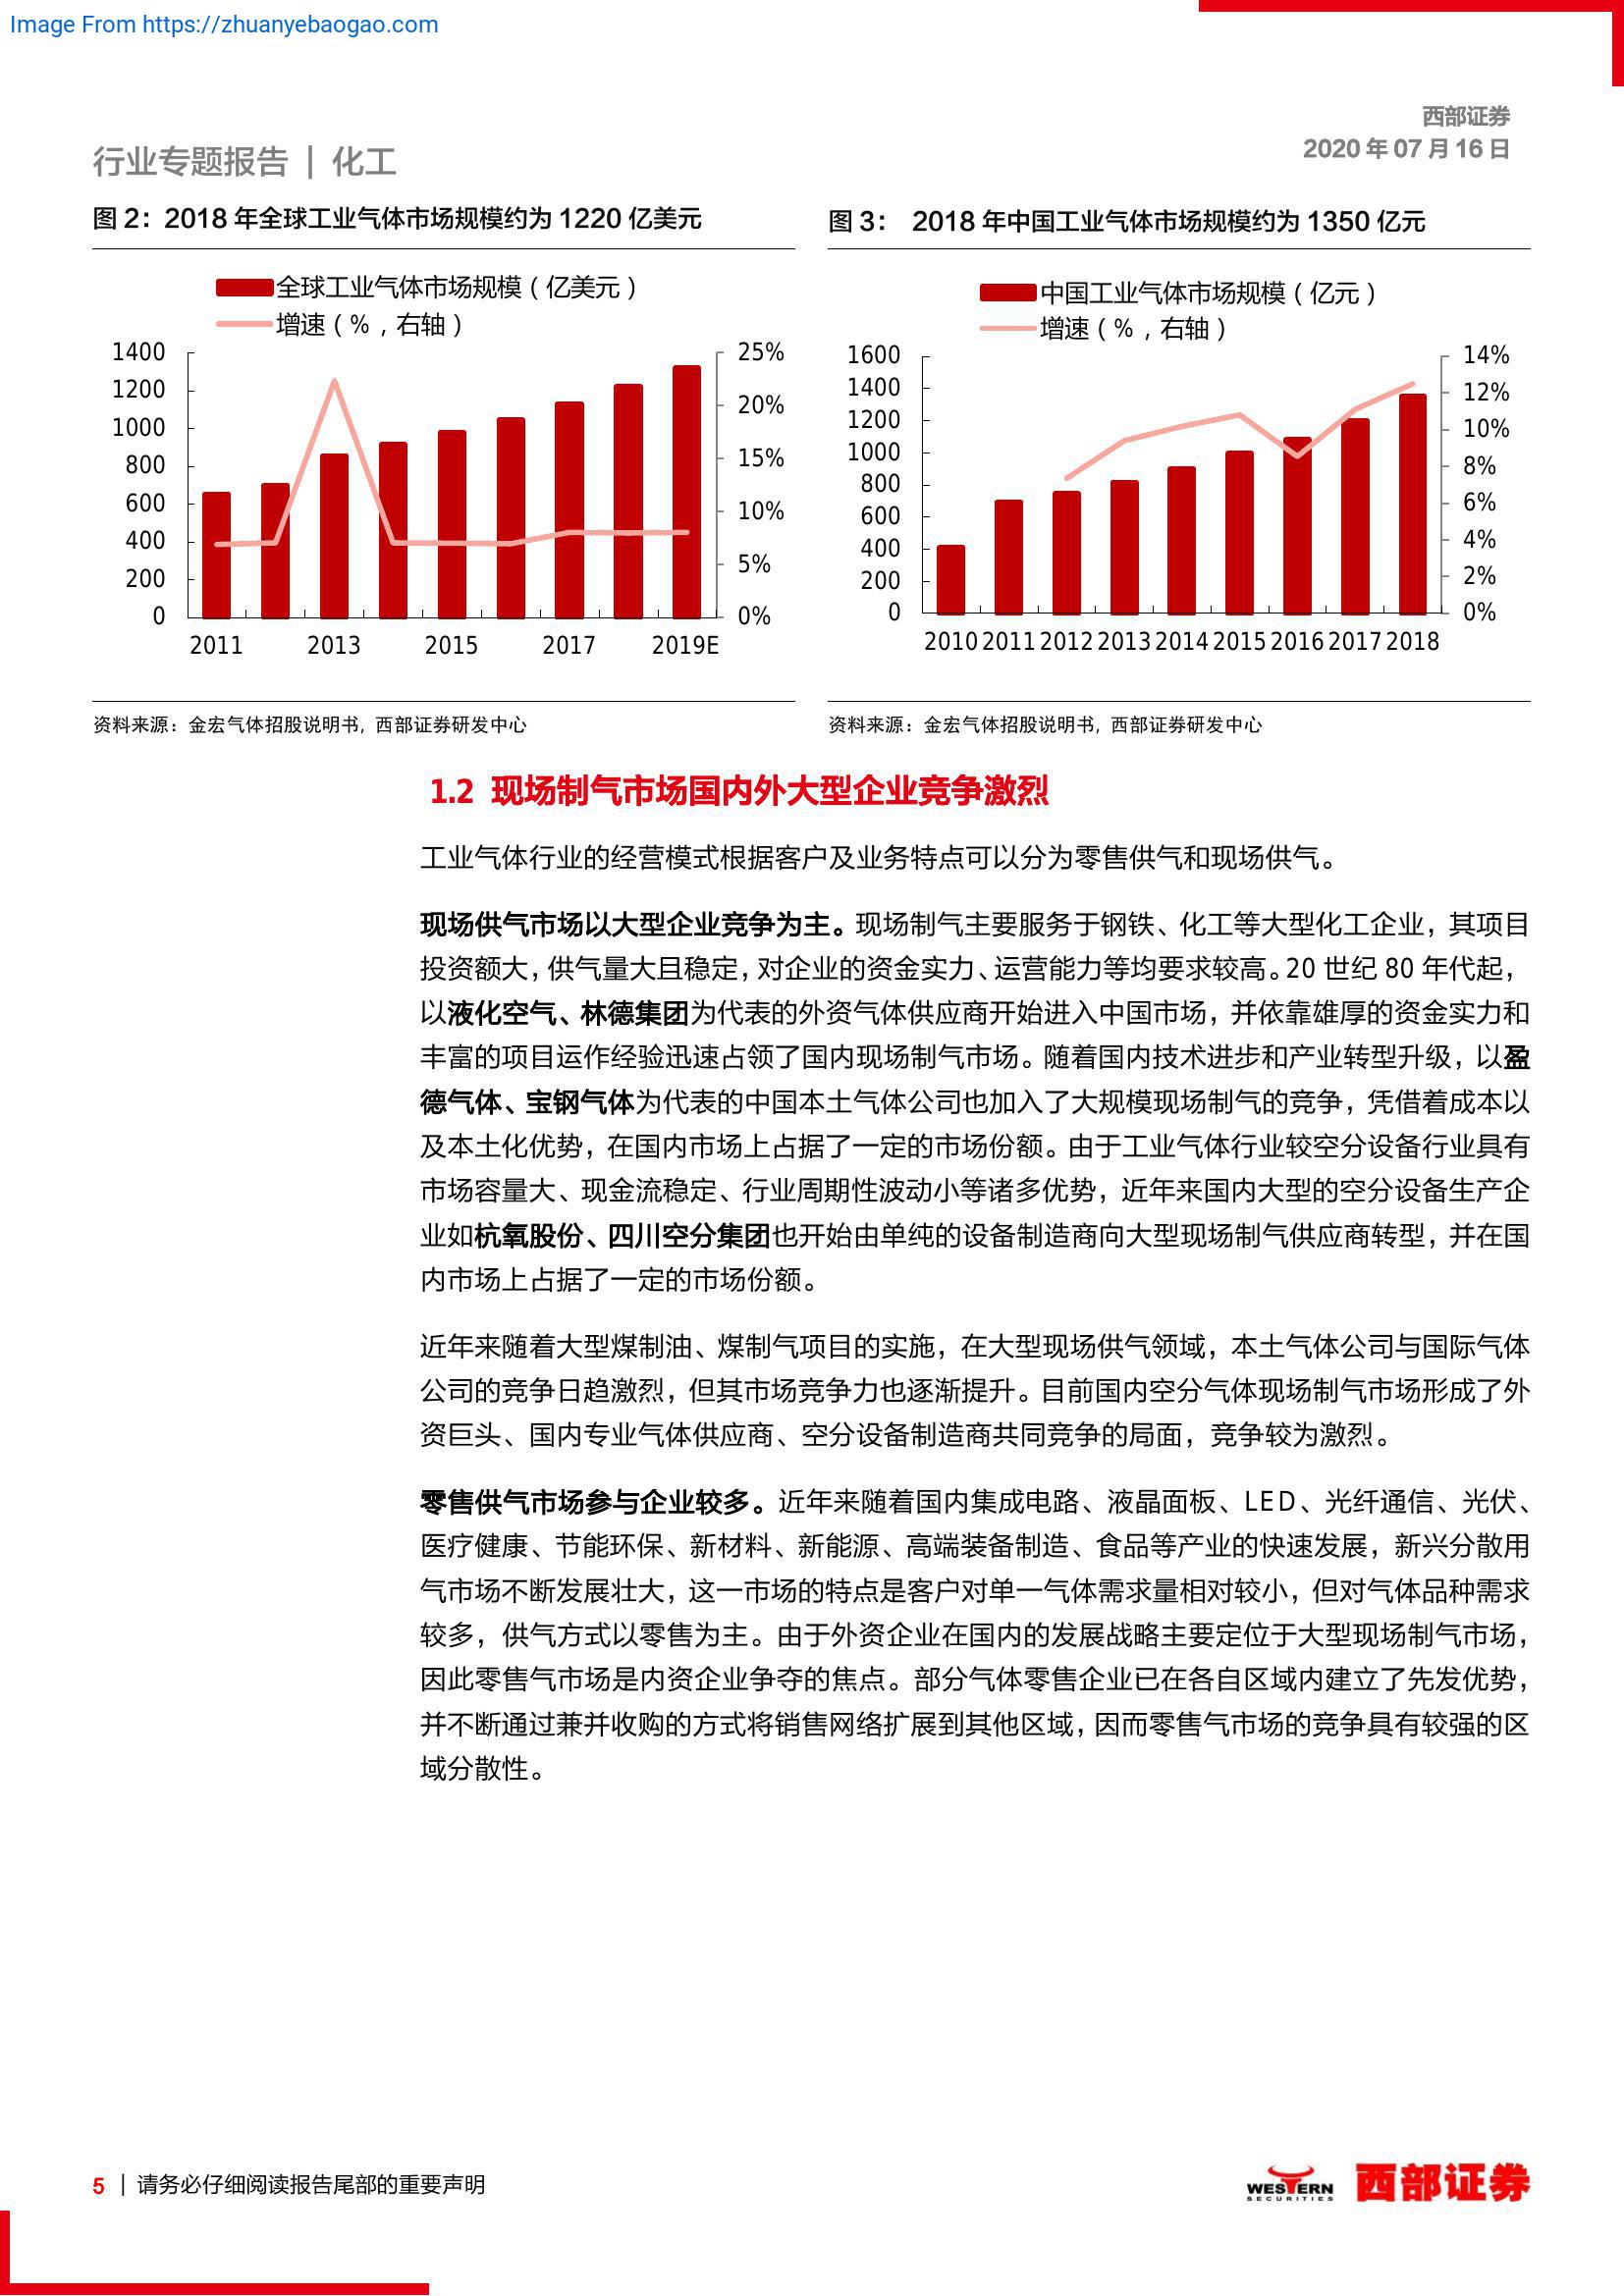 Image From https://zhuanyebaogao.com
西部证券
2020 年 07 月 16 日
行业专题报告 | 化工
图 2：2018 年全球工业气体市场规模约为 1220 亿美元
全球工业气体市场规模（亿美元）
增速（%，右轴）
1400
1200
1000
800
600
400
200
0
25%
20%
15%
10%
5%
0%
2011 2013 2015 2017 2019E
资料来源：金宏气体招股说明书，西部证券研发中心
图 3： 2018 年中国工业气体市场规模约为 1350 亿元
中国工业气体市场规模（亿元）
增速（%，右轴）
1600
1400
1200
1000
800
600
400
200
0
14%
12%
10%
8%
6%
4%
2%
0%
2010 2011 2012 2013 2014 2015 2016 2017 2018
资料来源：金宏气体招股说明书，西部证券研发中心
1.2 现场制气市场国内外大型企业竞争激烈
工业气体行业的经营模式根据客户及业务特点可以分为零售供气和现场供气。
现场供气市场以大型企业竞争为主。现场制气主要服务于钢铁、化工等大型化工企业，其项目
投资额大，供气量大且稳定，对企业的资金实力、运营能力等均要求较高。20 世纪 80 年代起，
以液化空气、林德集团为代表的外资气体供应商开始进入中国市场，并依靠雄厚的资金实力和
丰富的项目运作经验迅速占领了国内现场制气市场。随着国内技术进步和产业转型升级，以盈
德气体、宝钢气体为代表的中国本土气体公司也加入了大规模现场制气的竞争，凭借着成本以
及本土化优势，在国内市场上占据了一定的市场份额。由于工业气体行业较空分设备行业具有
市场容量大、现金流稳定、行业周期性波动小等诸多优势，近年来国内大型的空分设备生产企
业如杭氧股份、四川空分集团也开始由单纯的设备制造商向大型现场制气供应商转型，并在国
内市场上占据了一定的市场份额。
近年来随着大型煤制油、煤制气项目的实施，在大型现场供气领域，本土气体公司与国际气体
公司的竞争日趋激烈，但其市场竞争力也逐渐提升。目前国内空分气体现场制气市场形成了外
资巨头、国内专业气体供应商、空分设备制造商共同竞争的局面，竞争较为激烈。
零售供气市场参与企业较多。近年来随着国内集成电路、液晶面板、LED、光纤通信、光伏、
医疗健康、节能环保、新材料、新能源、高端装备制造、食品等产业的快速发展，新兴分散用
气市场不断发展壮大，这一市场的特点是客户对单一气体需求量相对较小，但对气体品种需求
较多，供气方式以零售为主。由于外资企业在国内的发展战略主要定位于大型现场制气市场，
因此零售气市场是内资企业争夺的焦点。部分气体零售企业已在各自区域内建立了先发优势，
并不断通过兼并收购的方式将销售网络扩展到其他区域，因而零售气市场的竞争具有较强的区
域分散性。
5 | 请务必仔细阅读报告尾部的重要声明
WESTERN
SECURITIES
西部证券